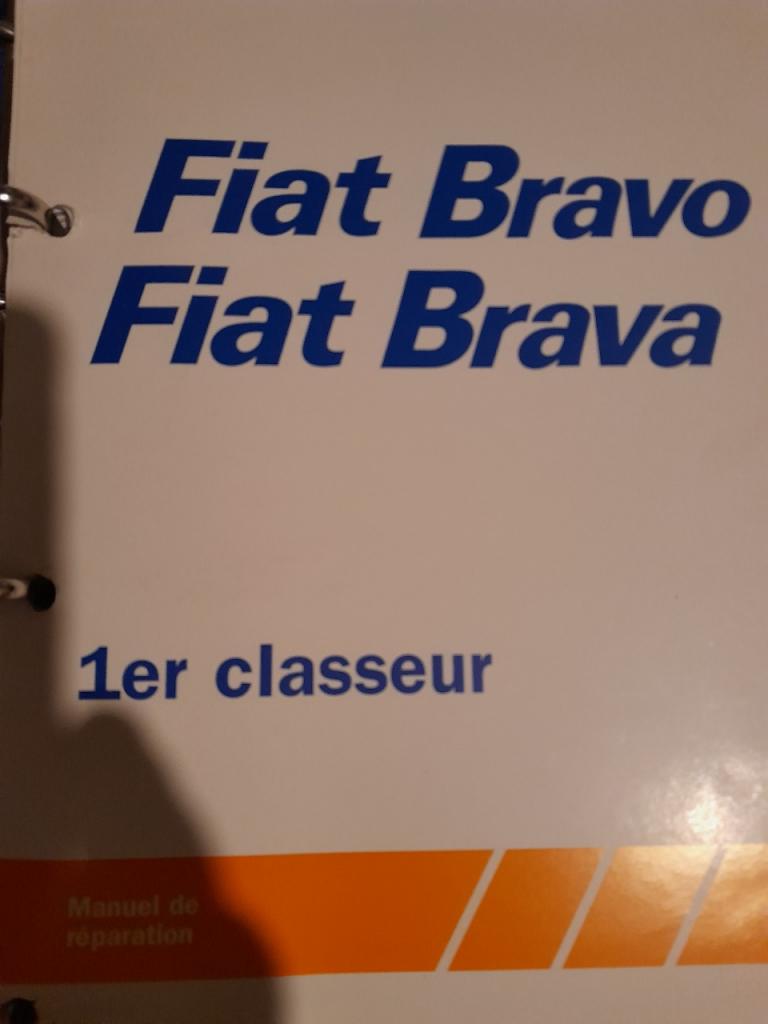 Fiat Bravo
Fiat Brava
1er classeur
Manuel de
réparation